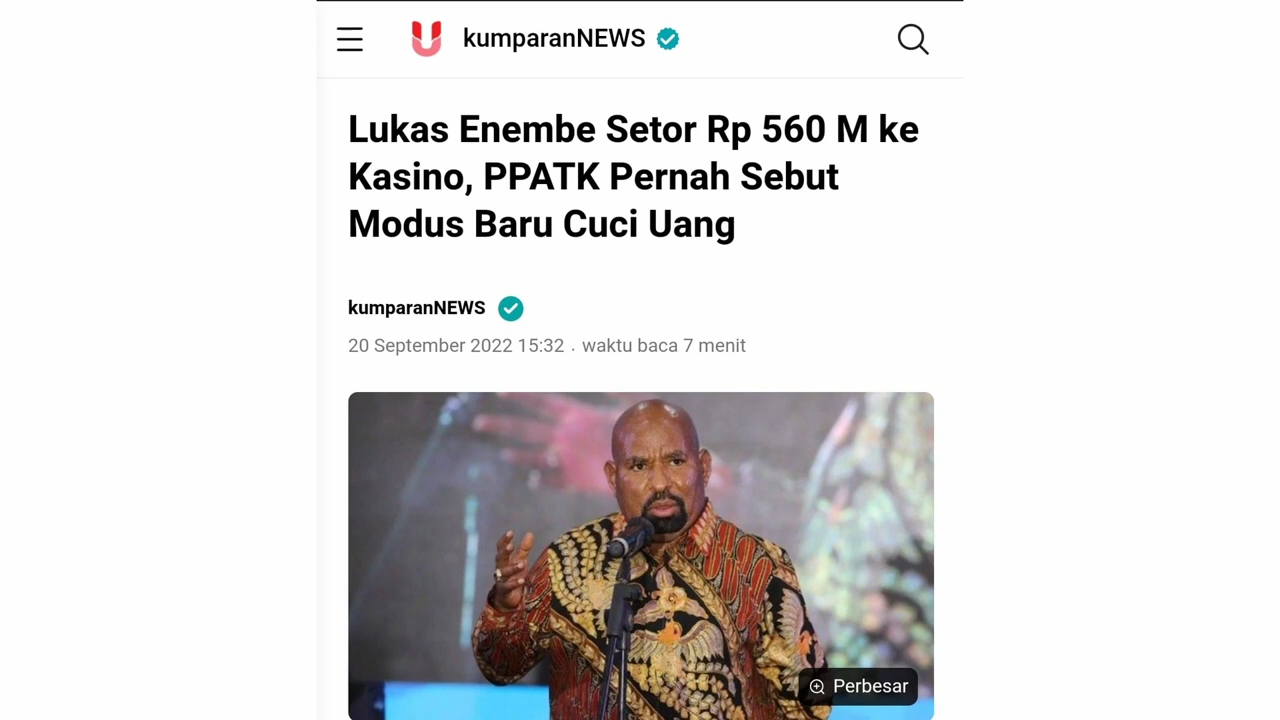 kumparanNEWS
Lukas Enembe Setor Rp 560 M ke
Kasino, PPATK Pernah Sebut
Modus Baru Cuci Uang
kumparanNEWS
20 September 2022 15:32 . waktu baca 7 menit
Perbesar